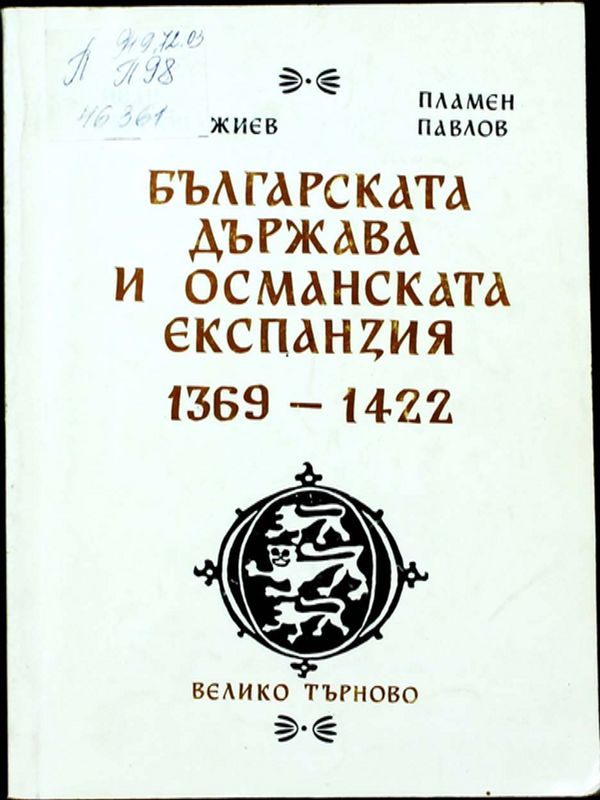 919,12.03
П П98
46361
ЖИЕВ
ПЛАМЕН
ПАВЛОВ
БЪЛГАРСКАТА
ДЪРЖАВА
И ОСМАНСКАТА
ЕКСПАНЗИЯ
1369 – 1422
ВЕЛИКО ТЪРНОВО